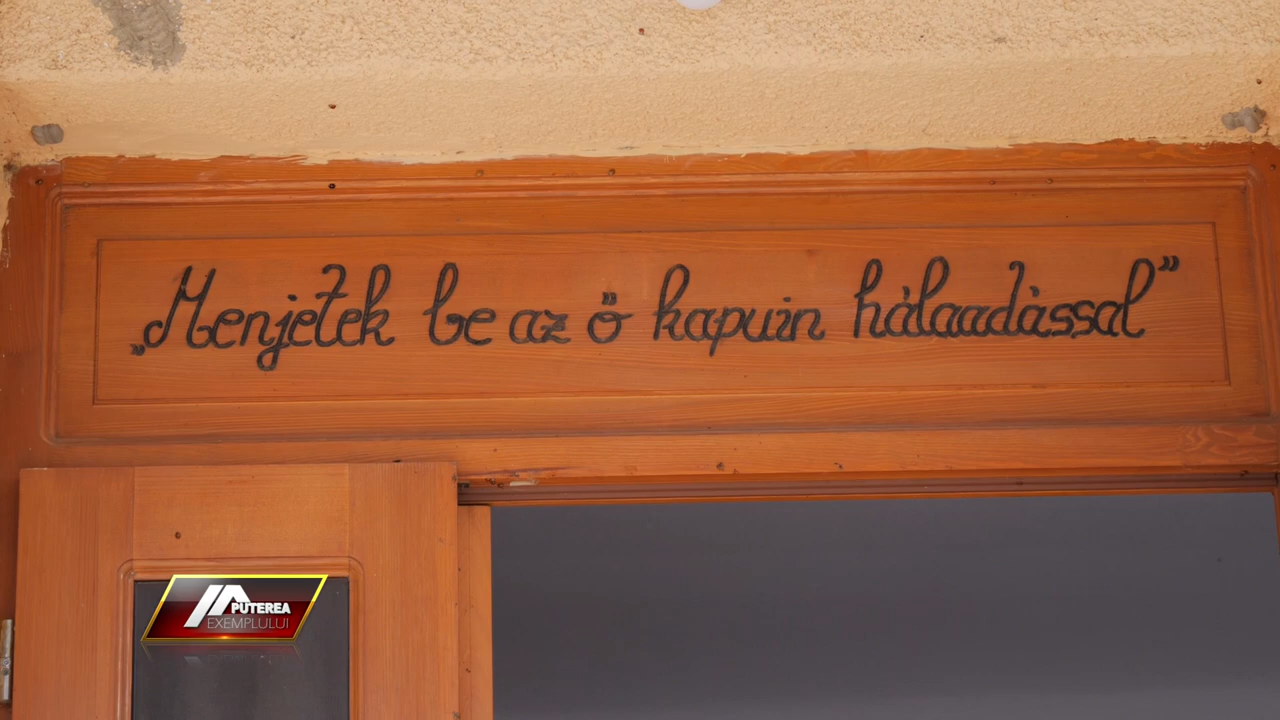 „Menjetek be az ő kapuin hálaadással”
PUTEREA
EXEMPLULUI